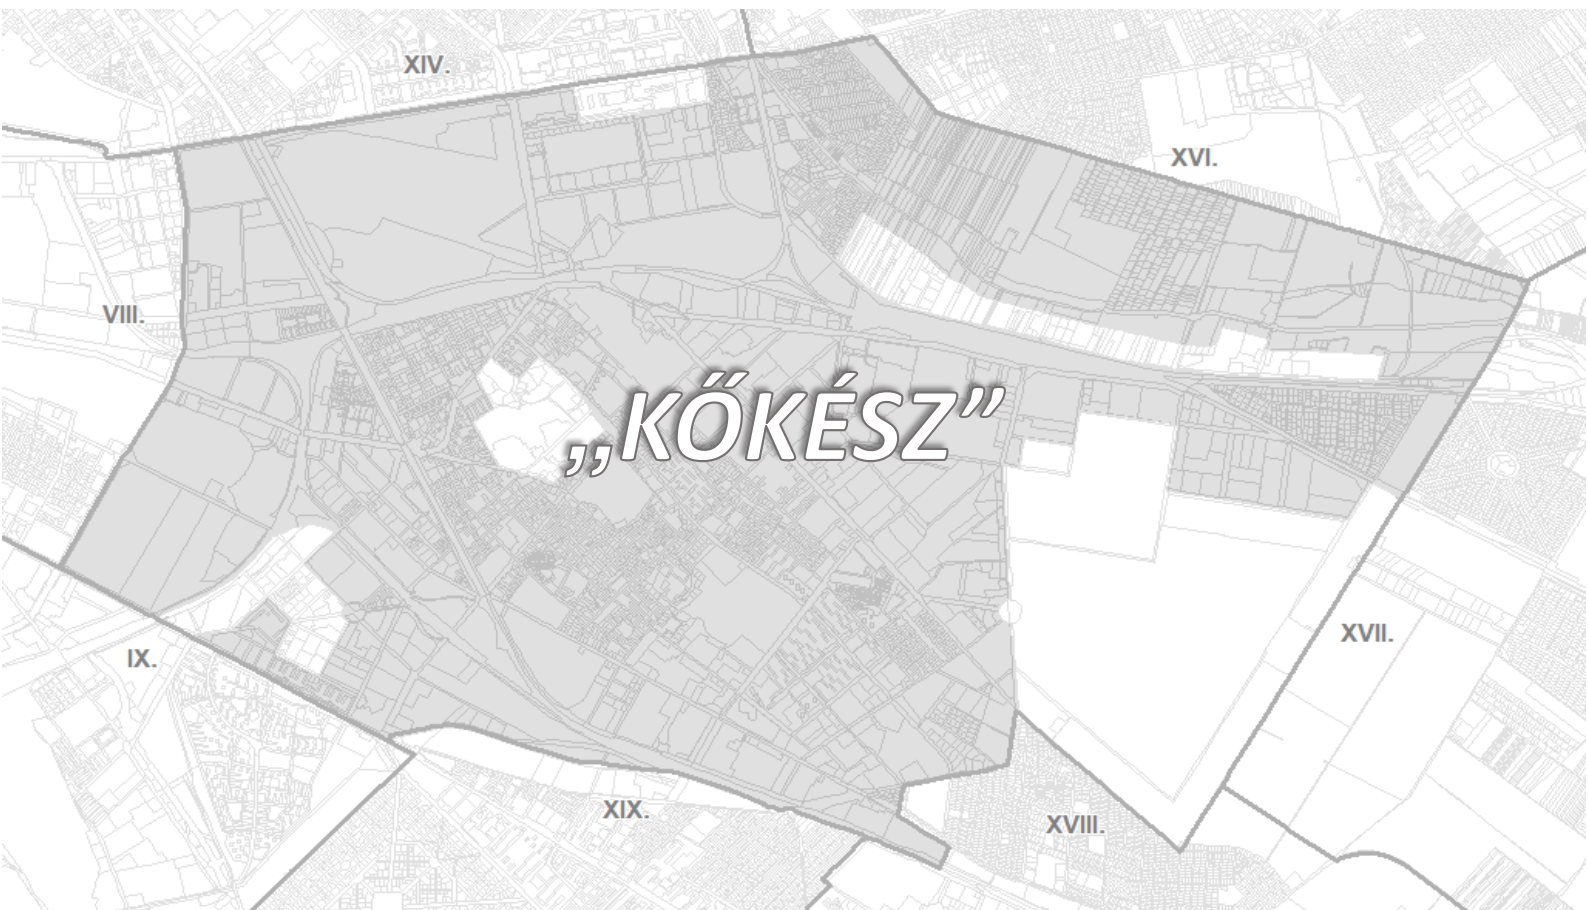 XIV.
XVI.
VIII.
„KŐKÉSZ”
XVII.
IX.
XIX.
XVIII.